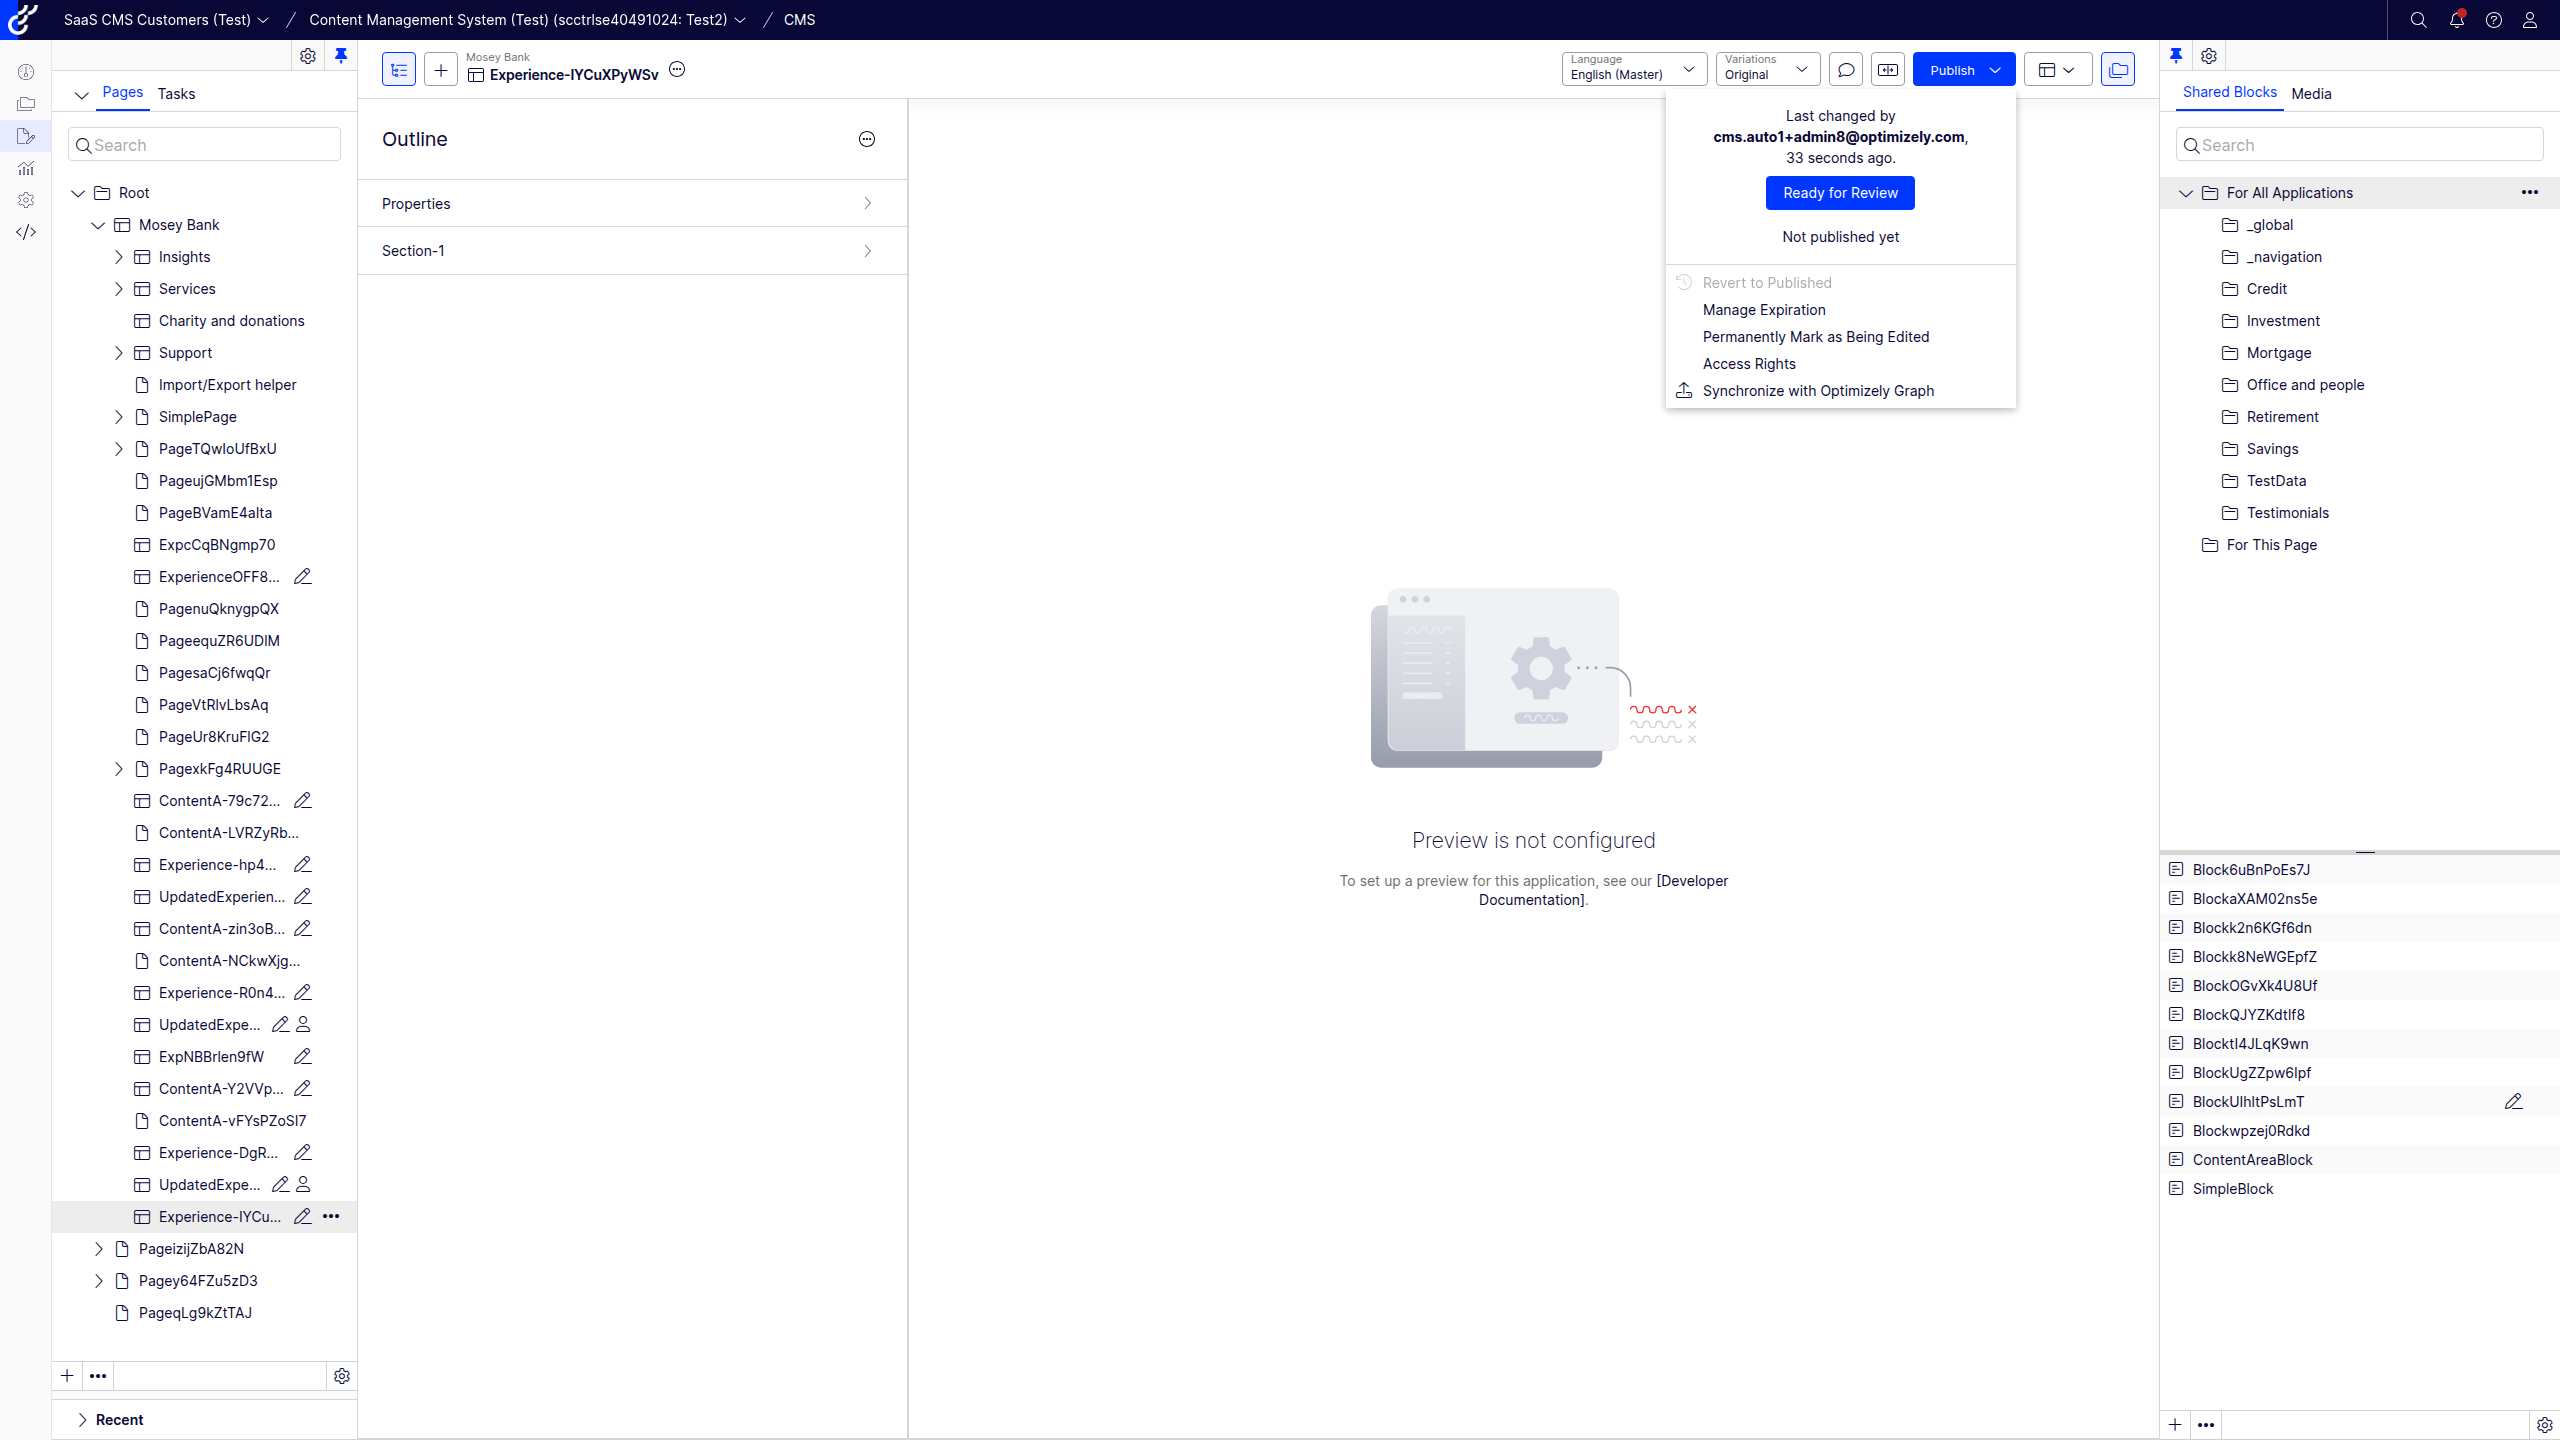 SaaS CMS Customers (Test) / Content Management System (Test) (scctrlse40491024: Test2) / CMS
Pages Tasks
Search
Root
Mosey Bank
Insights
Services
Charity and donations
Support
Import/Export helper
SimplePage
PageTQwIoUfBxU
PageujGMbm1Esp
PageBVamE4alta
ExpcCqBNgmp70
ExperienceOFF8...
PagenuQknygpQX
PageequZR6UDIM
PagesaCj6fwqQr
PageVtRlvLbsAq
PageUr8KruFlG2
PagexkFg4RUUGE
ContentA-79c72...
ContentA-LVRZyRb...
Experience-hp4...
UpdatedExperien...
ContentA-zin3oB...
ContentA-NCkwXjg...
Experience-R0n4...
UpdatedExpe...
ExpNBBrlen9fW
ContentA-Y2VVp...
ContentA-vFYsPZoSI7
Experience-DgR...
UpdatedExpe...
Experience-IYCu...
PageizijZbA82N
Pagey64FZu5zD3
PageqLg9kZtTAJ
Recent
Mosey Bank
Experience-IYCuXPyWSv
Language
English (Master)
Variations
Original
Publish
Outline
Properties
Section-1
Last changed by
cms.auto1+admin8@optimizely.com,
33 seconds ago.
Ready for Review
Not published yet
Revert to Published
Manage Expiration
Permanently Mark as Being Edited
Access Rights
Synchronize with Optimizely Graph
Preview is not configured
To set up a preview for this application, see our [Developer
Documentation].
Shared Blocks Media
Search
For All Applications
_global
_navigation
Credit
Investment
Mortgage
Office and people
Retirement
Savings
TestData
Testimonials
For This Page
Block6uBnPoEs7J
BlockaXAM02ns5e
Blockk2n6KGf6dn
Blockk8NeWGEpfZ
BlockOGvXk4U8Uf
BlockQJYZKdtIf8
BlocktI4JLqK9wn
BlockUgZZpw6lpf
BlockUIhItPsLmT
Blockwpzej0Rdkd
ContentAreaBlock
SimpleBlock